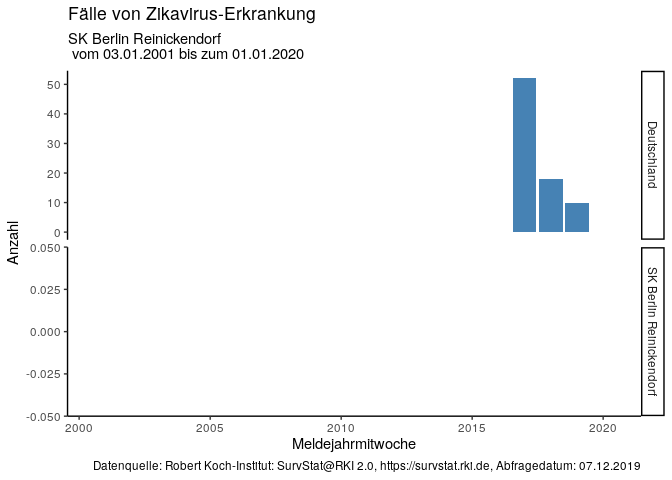 Fälle von Zikavirus-Erkrankung
SK Berlin Reinickendorf
vom 03.01.2001 bis zum 01.01.2020
Anzahl
50
40
30
20
10
0
Deutschland
0.050
0.025
0.000
-0.025
-0.050
SK Berlin Reinickendorf
2000
2005
2010
2015
2020
Meldejahrmitwoche
Datenquelle: Robert Koch-Institut: SurvStat@RKI 2.0, https://survstat.rki.de, Abfragedatum: 07.12.2019